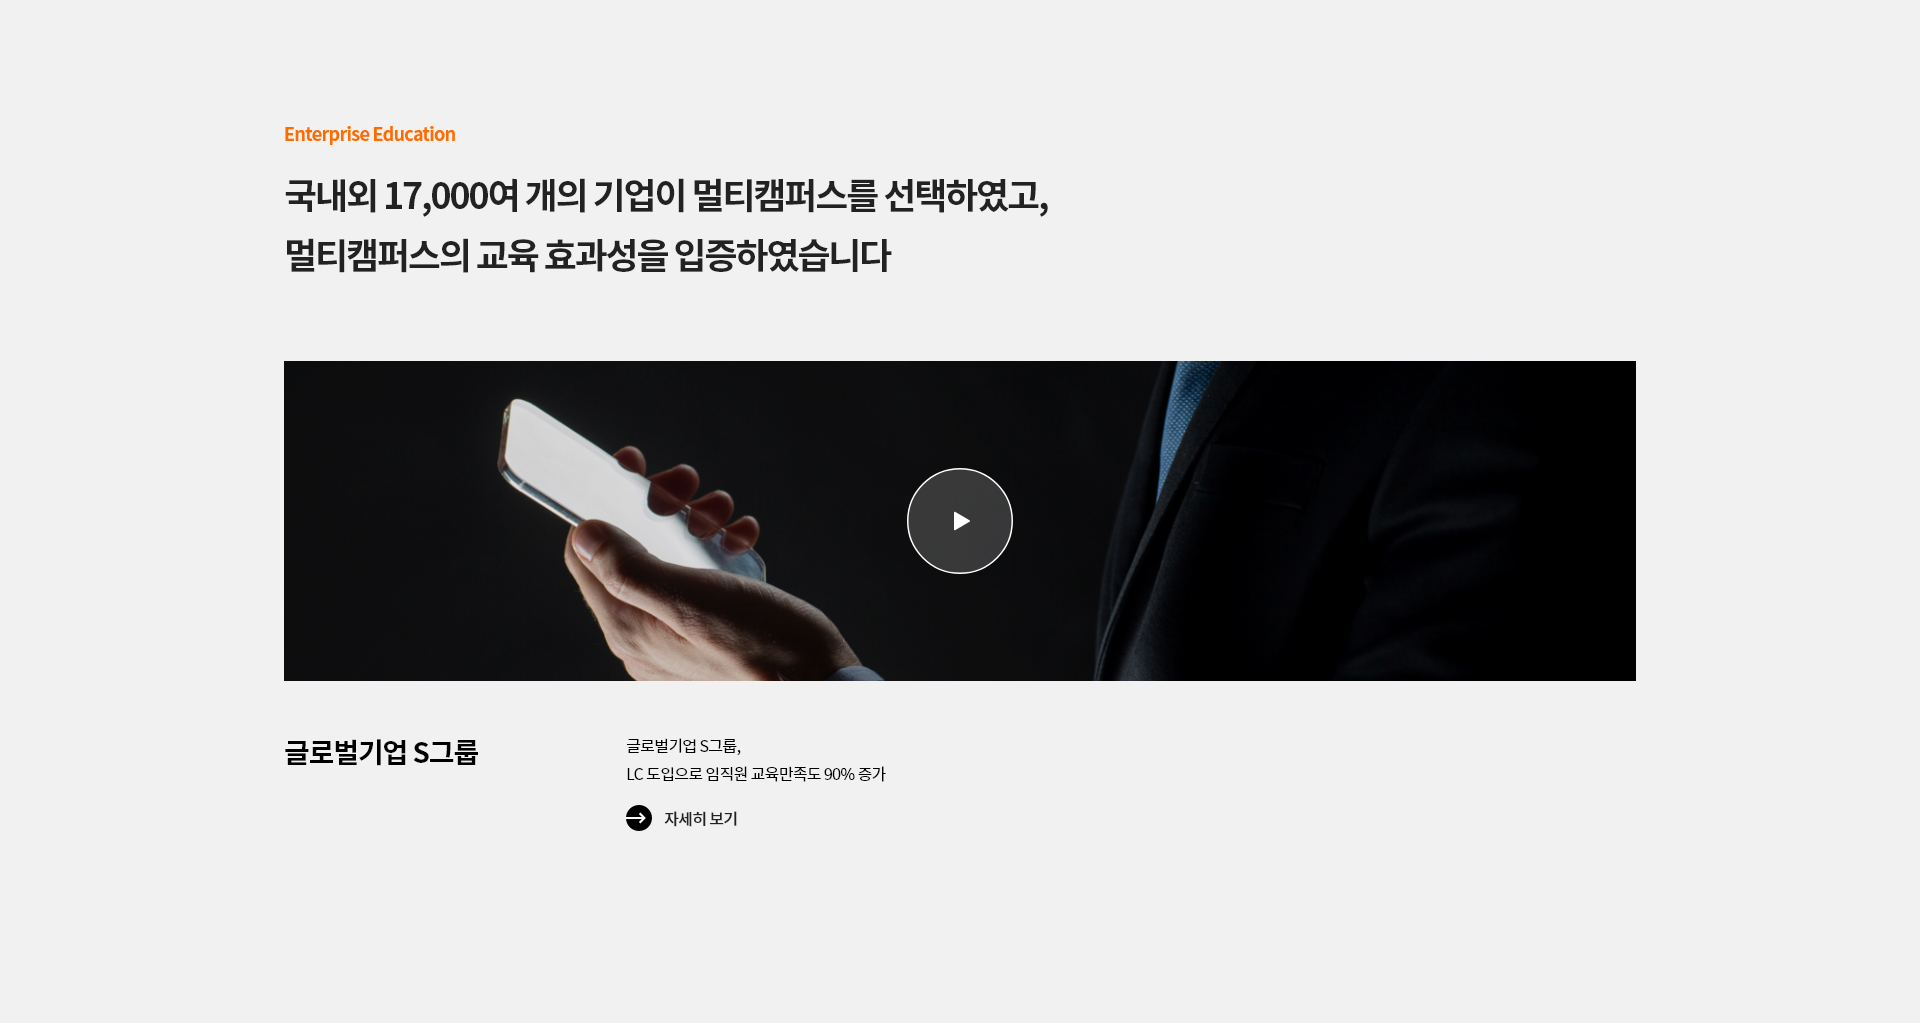 Enterprise Education
국내외 17,000여 개의 기업이 멀티캠퍼스를 선택하였고,
멀티캠퍼스의 교육 효과성을 입증하였습니다
글로벌기업 S그룹
글로벌기업 S그룹,
LC 도입으로 임직원 교육만족도 90% 증가
자세히 보기